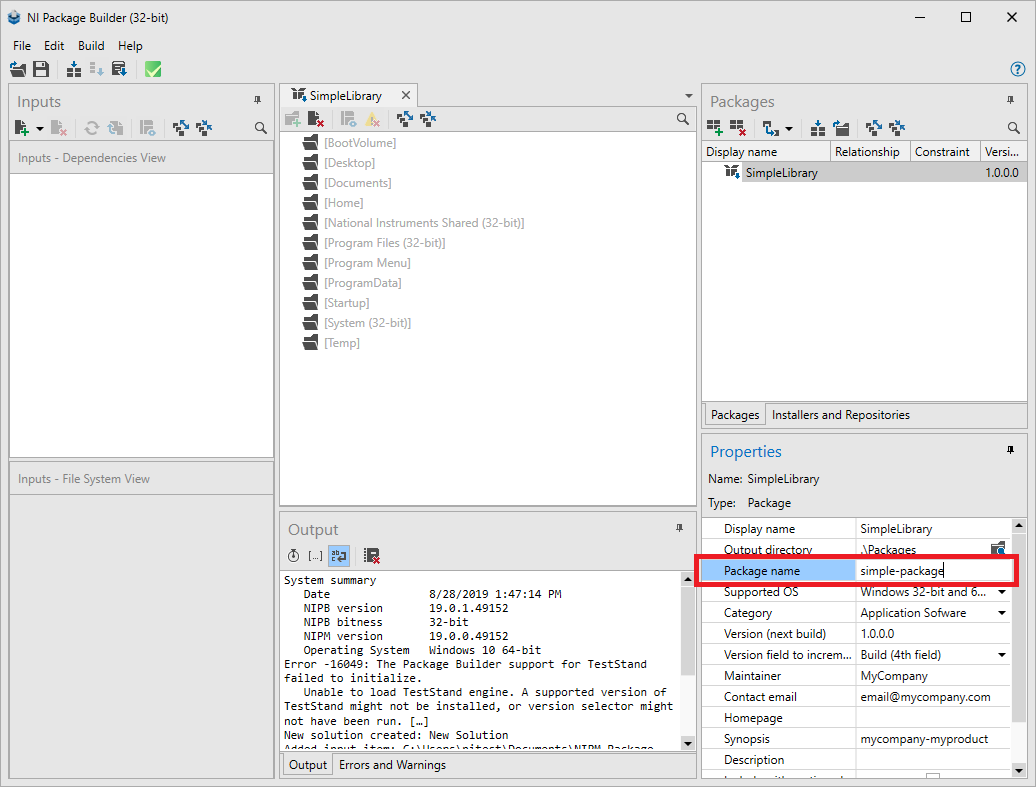 NI Package Builder (32-bit)
File Edit Build Help
Inputs
Inputs - Dependencies View
Inputs - File System View
SimpleLibrary
[BootVolume]
[Desktop]
[Documents]
[Home]
[National Instruments Shared (32-bit)]
[Program Files (32-bit)]
[Program Menu]
[ProgramData]
[Startup]
[System (32-bit)]
[Temp]
Output
System summary
Date 8/28/2019 1:47:14 PM
NIPB version 19.0.1.49152
NIPB bitness 32-bit
NIPM version 19.0.0.49152
Operating System Windows 10 64-bit
Error -16049: The Package Builder support for TestStand
failed to initialize.
Unable to load TestStand engine. A supported version of
TestStand might not be installed, or version selector might
not have been run. […]
New solution created: New Solution
Added input item: C:\Users\nitest\Documents\NIPM Package
Output Errors and Warnings
Packages
Display name Relationship Constraint Versi...
SimpleLibrary 1.0.0.0
Packages Installers and Repositories
Properties
Name: SimpleLibrary
Type: Package
Display name SimpleLibrary
Output directory .\Packages
Package name simple-package
Supported OS Windows 32-bit and 6...
Category Application Sofware
Version (next build) 1.0.0.0
Version field to increm... Build (4th field)
Maintainer MyCompany
Contact email email@mycompany.com
Homepage
Synopsis mycompany-myproduct
Description